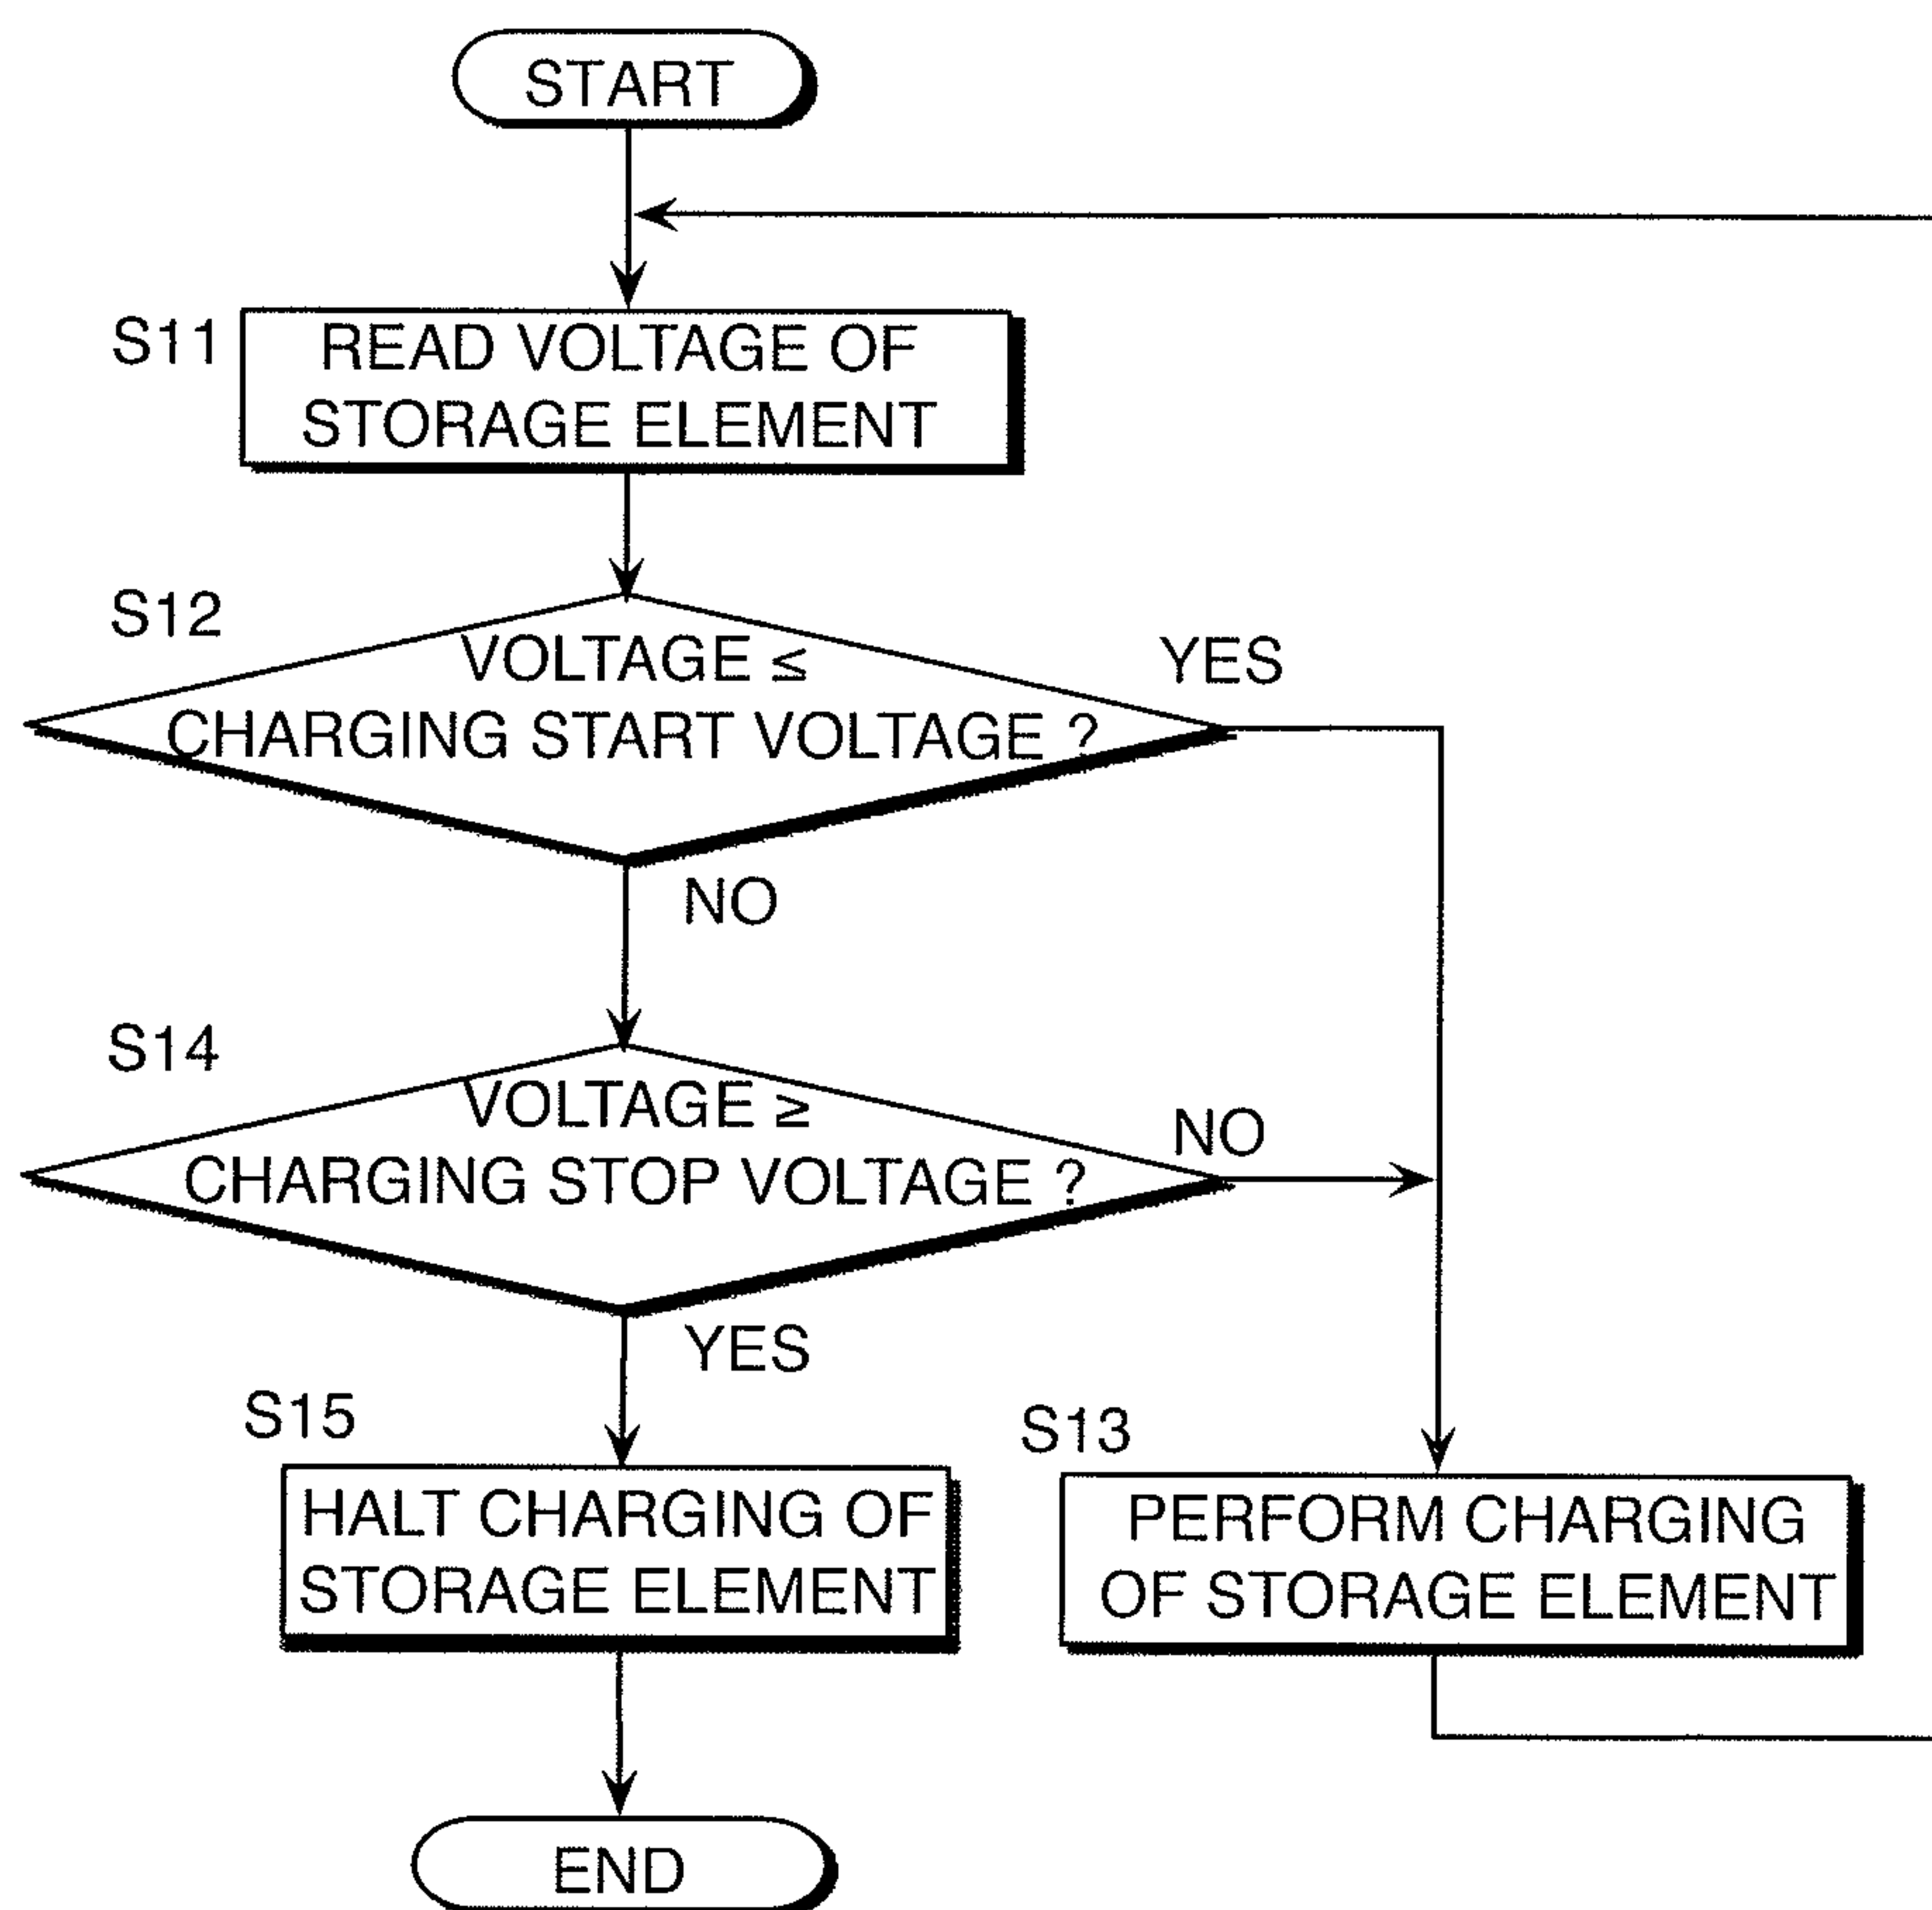 START
S11
READ VOLTAGE OF
STORAGE ELEMENT
S12
VOLTAGE ≤
CHARGING START VOLTAGE ?
YES
NO
S14
VOLTAGE ≥
CHARGING STOP VOLTAGE ?
NO
YES
S15
HALT CHARGING OF
STORAGE ELEMENT
S13
PERFORM CHARGING
OF STORAGE ELEMENT
END